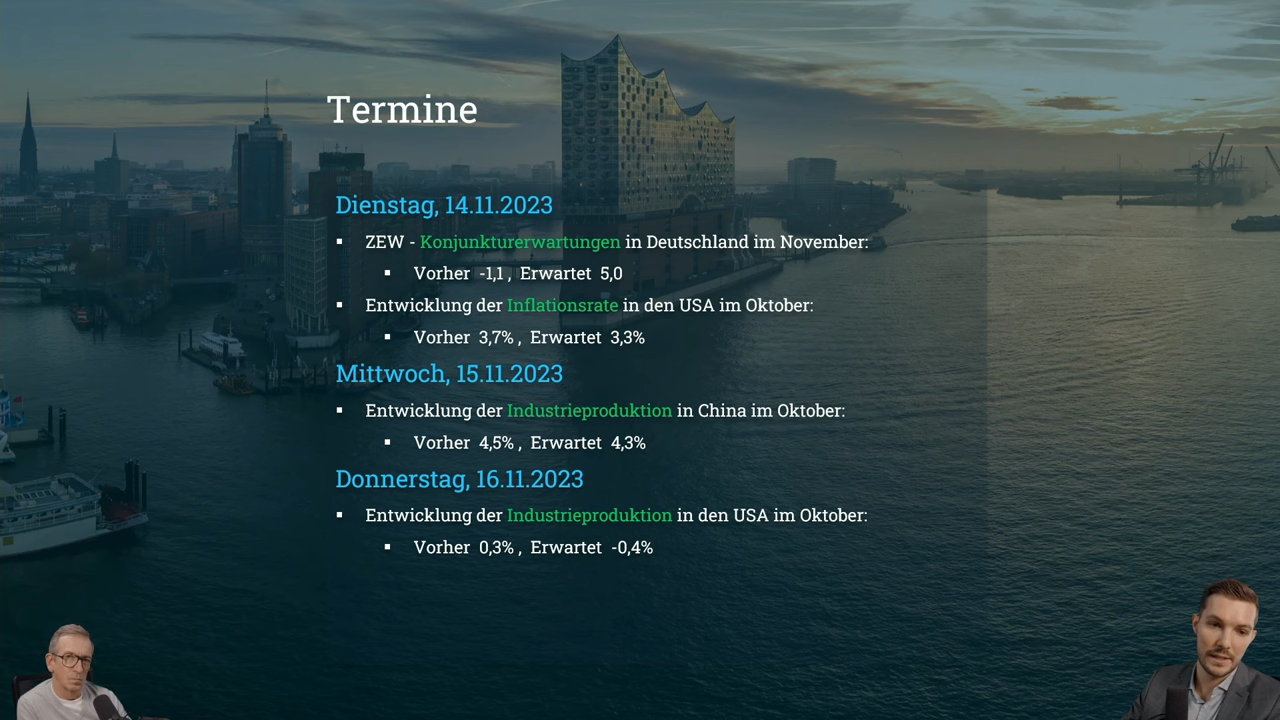 Termine
Dienstag, 14.11.2023
▪ ZEW - Konjunkturerwartungen in Deutschland im November:
▪ Vorher -1,1 , Erwartet 5,0
▪ Entwicklung der Inflationsrate in den USA im Oktober:
▪ Vorher 3,7% , Erwartet 3,3%
Mittwoch, 15.11.2023
▪ Entwicklung der Industrieproduktion in China im Oktober:
▪ Vorher 4,5% , Erwartet 4,3%
Donnerstag, 16.11.2023
▪ Entwicklung der Industrieproduktion in den USA im Oktober:
▪ Vorher 0,3% , Erwartet -0,4%